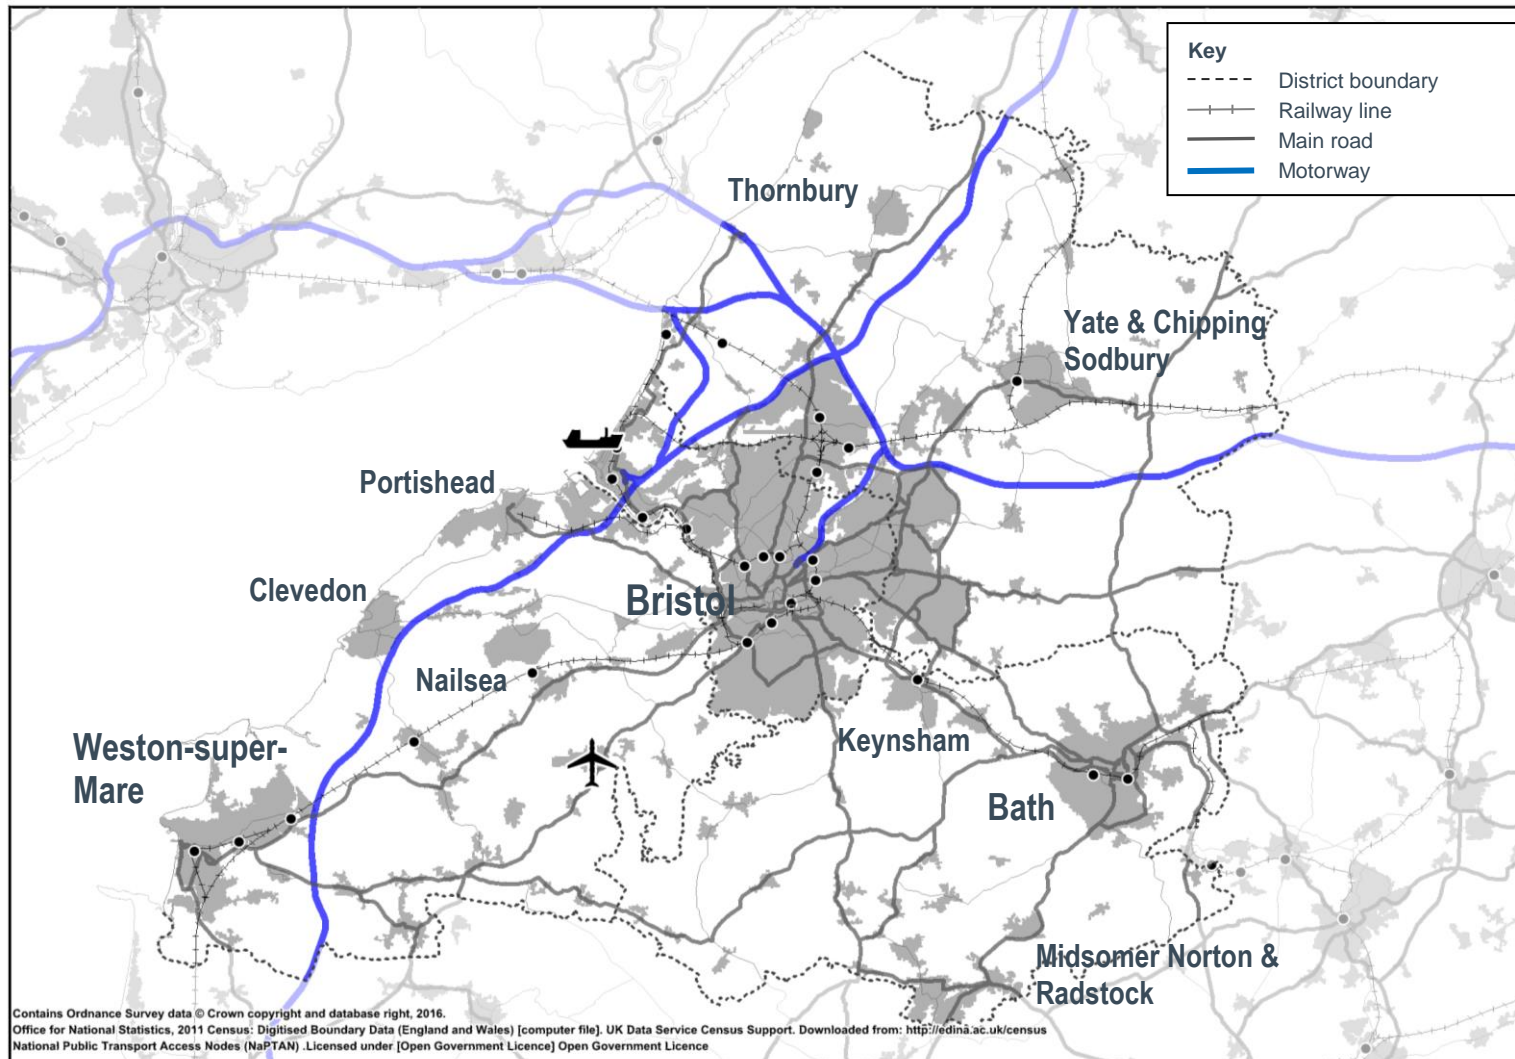 Key
District boundary
Railway line
Main road
Motorway
Thornbury
Yate & Chipping
Sodbury
Portishead
Clevedon
Bristol
Nailsea
Weston-super-
Mare
Keynsham
Bath
Midsomer Norton &
Radstock
Contains Ordnance Survey data © Crown copyright and database right, 2016.
Office for National Statistics, 2011 Census: Digitised Boundary Data (England and Wales) [computer file]. UK Data Service Census Support. Downloaded from: http://edina.ac.uk/census
National Public Transport Access Nodes (NaPTAN) .Licensed under [Open Government Licence] Open Government Licence